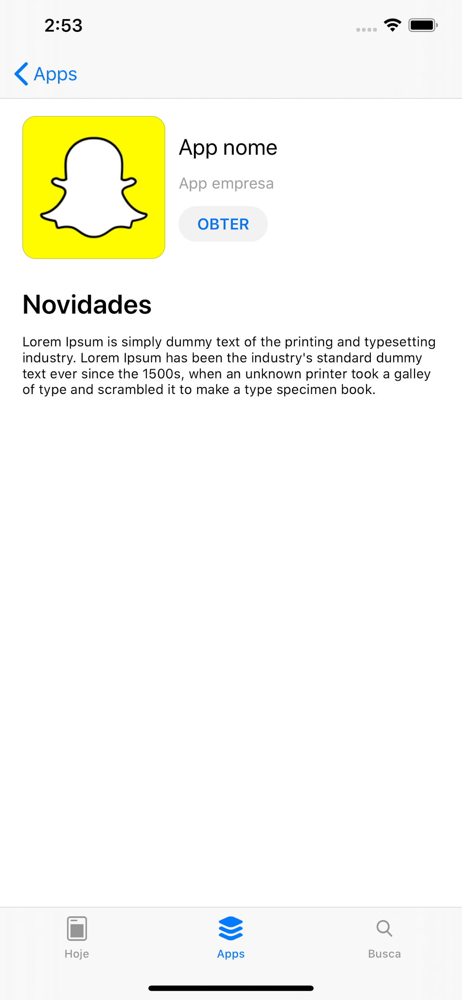 2:53
Apps
App nome
App empresa
OBTER
Novidades
Lorem Ipsum is simply dummy text of the printing and typesetting
industry. Lorem Ipsum has been the industry's standard dummy
text ever since the 1500s, when an unknown printer took a galley
of type and scrambled it to make a type specimen book.
Hoje
Apps
Busca